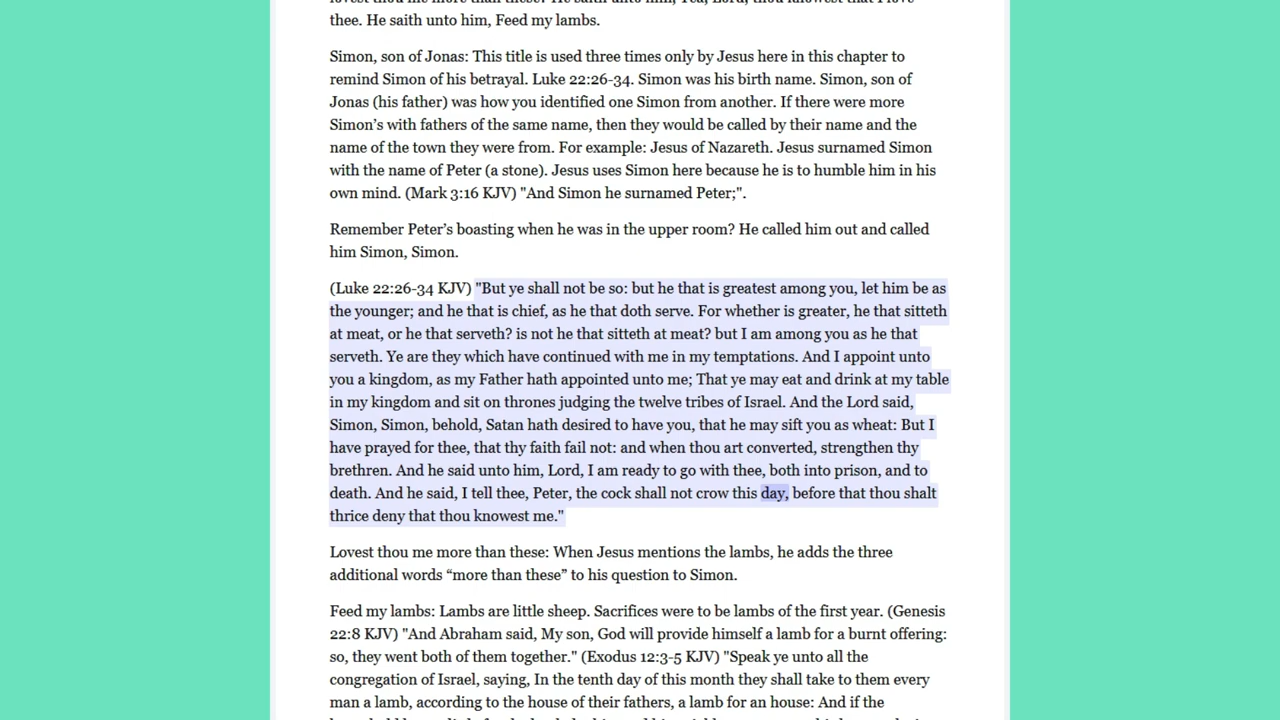 thee. He saith unto him, Feed my lambs.
Simon, son of Jonas: This title is used three times only by Jesus here in this chapter to
remind Simon of his betrayal. Luke 22:26-34. Simon was his birth name. Simon, son of
Jonas (his father) was how you identified one Simon from another. If there were more
Simon’s with fathers of the same name, then they would be called by their name and the
name of the town they were from. For example: Jesus of Nazareth. Jesus surnamed Simon
with the name of Peter (a stone). Jesus uses Simon here because he is to humble him in his
own mind. (Mark 3:16 KJV) "And Simon he surnamed Peter;".
Remember Peter’s boasting when he was in the upper room? He called him out and called
him Simon, Simon.
(Luke 22:26-34 KJV) "But ye shall not be so: but he that is greatest among you, let him be as
the younger; and he that is chief, as he that doth serve. For whether is greater, he that sitteth
at meat, or he that serveth? is not he that sitteth at meat? but I am among you as he that
serveth. Ye are they which have continued with me in my temptations. And I appoint unto
you a kingdom, as my Father hath appointed unto me; That ye may eat and drink at my table
in my kingdom and sit on thrones judging the twelve tribes of Israel. And the Lord said,
Simon, Simon, behold, Satan hath desired to have you, that he may sift you as wheat: But I
have prayed for thee, that thy faith fail not: and when thou art converted, strengthen thy
brethren. And he said unto him, Lord, I am ready to go with thee, both into prison, and to
death. And he said, I tell thee, Peter, the cock shall not crow this day, before that thou shalt
thrice deny that thou knowest me."
Lovest thou me more than these: When Jesus mentions the lambs, he adds the three
additional words “more than these” to his question to Simon.
Feed my lambs: Lambs are little sheep. Sacrifices were to be lambs of the first year. (Genesis
22:8 KJV) "And Abraham said, My son, God will provide himself a lamb for a burnt offering:
so, they went both of them together." (Exodus 12:3-5 KJV) "Speak ye unto all the
congregation of Israel, saying, In the tenth day of this month they shall take to them every
man a lamb, according to the house of their fathers, a lamb for an house: And if the